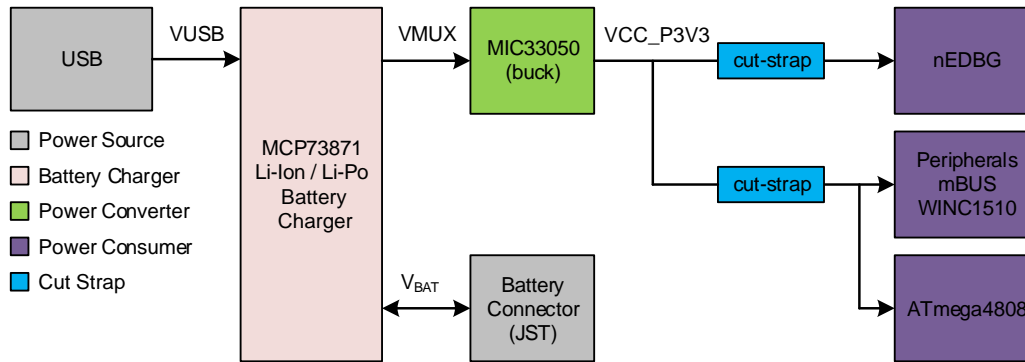 USB
VUSB
Power Source
Battery Charger
Power Converter
Power Consumer
Cut Strap
MCP73871
Li-Ion / Li-Po
Battery
Charger
VMUX
MIC33050
(buck)
VCC_P3V3
cut-strap
nEDBG
cut-strap
Peripherals
mBUS
WINC1510
VBAT
Battery
Connector
(JST)
ATmega4808